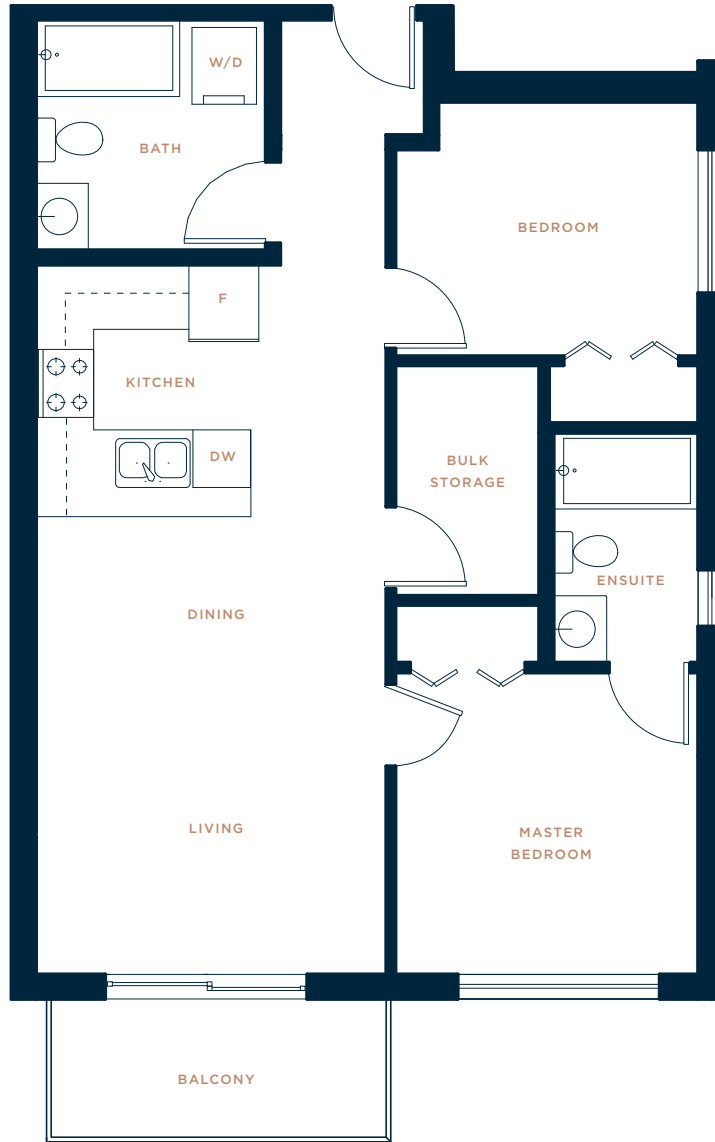 W/D
BATH
BEDROOM
F
KITCHEN
DW
BULK
STORAGE
ENSUITE
DINING
LIVING
MASTER
BEDROOM
BALCONY